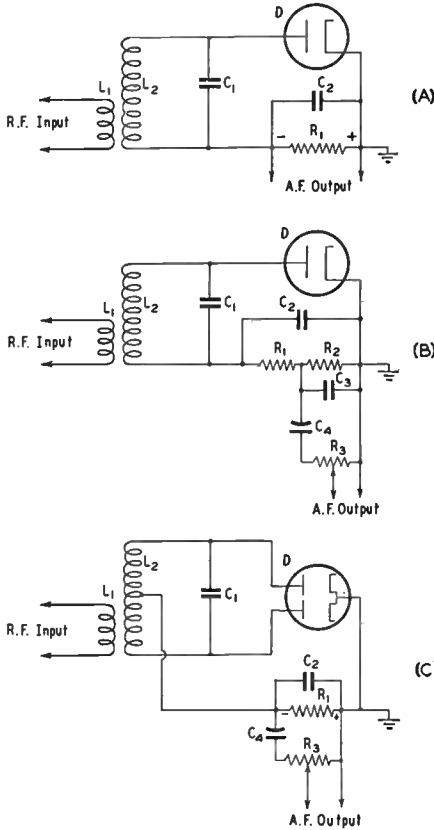 D
(A)
L₁
L₂
C₁
C₂
R.F. Input
- R₁ +
A.F. Output
D
(B)
L₁
L₂
C₁
C₂
R.F. Input
R₁
R₂
C₃
C₄
R₃
A.F. Output
L₂
D
L₁
C₁
R.F. Input
(C)
C₂
R₁
- +
C₄
R₃
A.F. Output